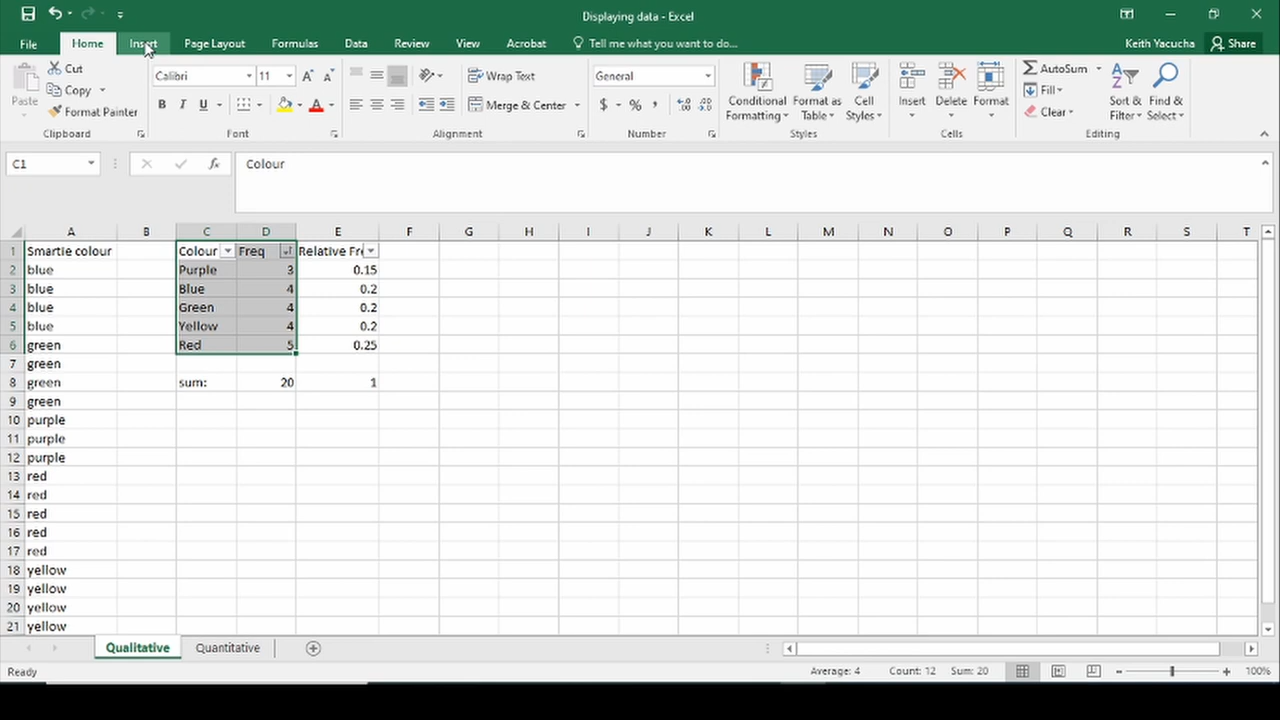 Displaying data - Excel
File Home Insert Page Layout Formulas Data Review View Acrobat Tell me what you want to do... Keith Yacucha Share
Paste Cut Copy Format Painter Clipboard
Calibri 11 B I U A A A Font
Wrap Text Merge & Center Alignment
General $ % , Number
Conditional Formatting Format as Table Cell Styles Styles
Insert Delete Format Cells
AutoSum Fill Clear Sort & Filter Find & Select Editing
C1 fx Colour
A B C D E F G H I J K L M N O P Q R S T
1 Smartie colour Colour Freq Relative Fr
2 blue Purple 3 0.15
3 blue Blue 4 0.2
4 blue Green 4 0.2
5 blue Yellow 4 0.2
6 green Red 5 0.25
7 green
8 green sum: 20 1
9 green
10 purple
11 purple
12 purple
13 red
14 red
15 red
16 red
17 red
18 yellow
19 yellow
20 yellow
21 yellow
Qualitative Quantitative
Ready Average: 4 Count: 12 Sum: 20 100%